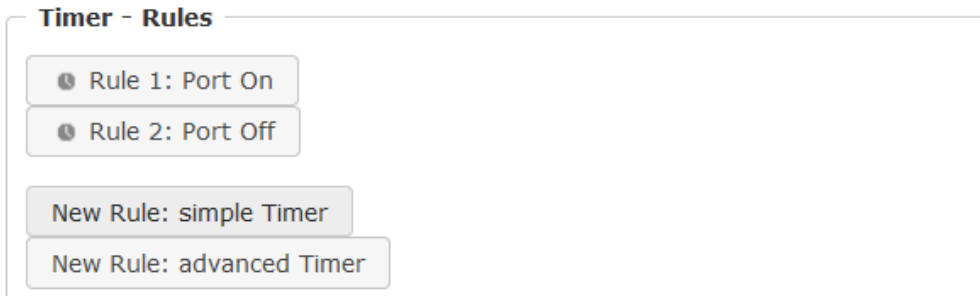 Timer - Rules
Rule 1: Port On
Rule 2: Port Off
New Rule: simple Timer
New Rule: advanced Timer